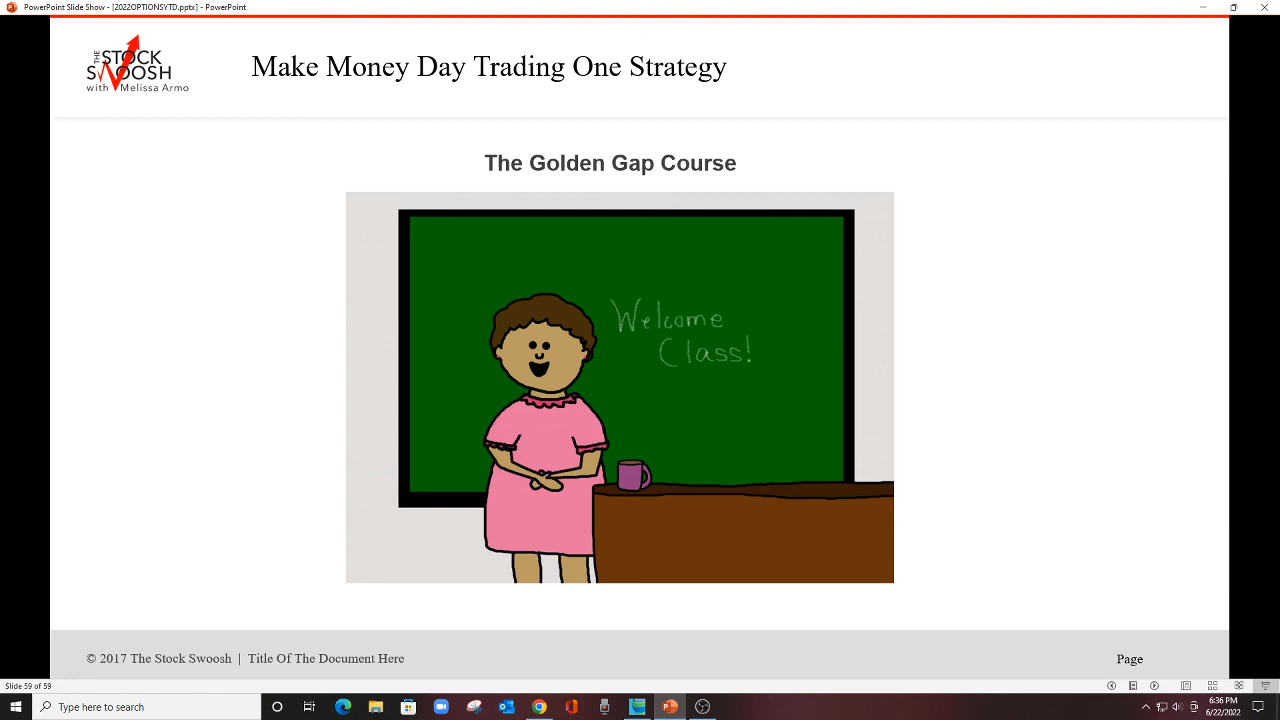 PowerPoint Slide Show - [2022OPTIONSYTD.pptx] - PowerPoint
THE STOCK
SWOOSH
with Melissa Armo
Make Money Day Trading One Strategy
The Golden Gap Course
Welcome
Class!
© 2017 The Stock Swoosh | Title Of The Document Here
Page
Slide 59 of 59
Type here to search
6:36 PM
6/22/2022